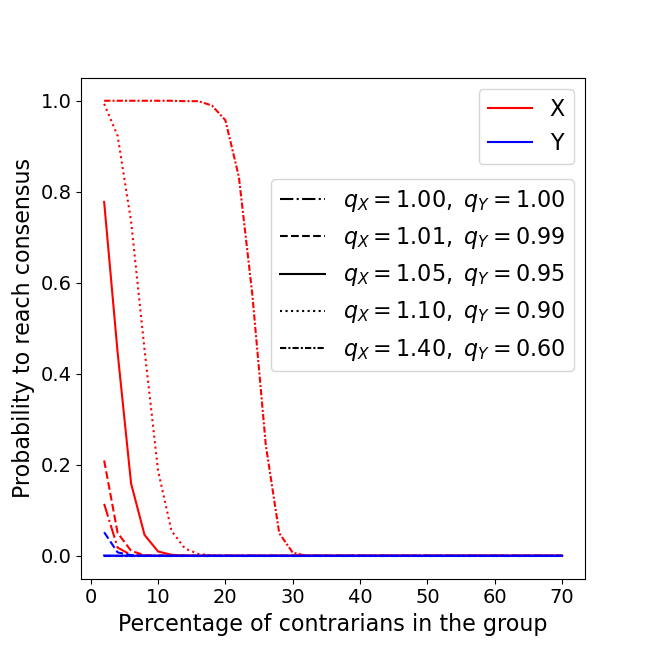 X
Y
q_X = 1.00, q_Y = 1.00
q_X = 1.01, q_Y = 0.99
q_X = 1.05, q_Y = 0.95
q_X = 1.10, q_Y = 0.90
q_X = 1.40, q_Y = 0.60
Probability to reach consensus
1.0
0.8
0.6
0.4
0.2
0.0
0 10 20 30 40 50 60 70
Percentage of contrarians in the group